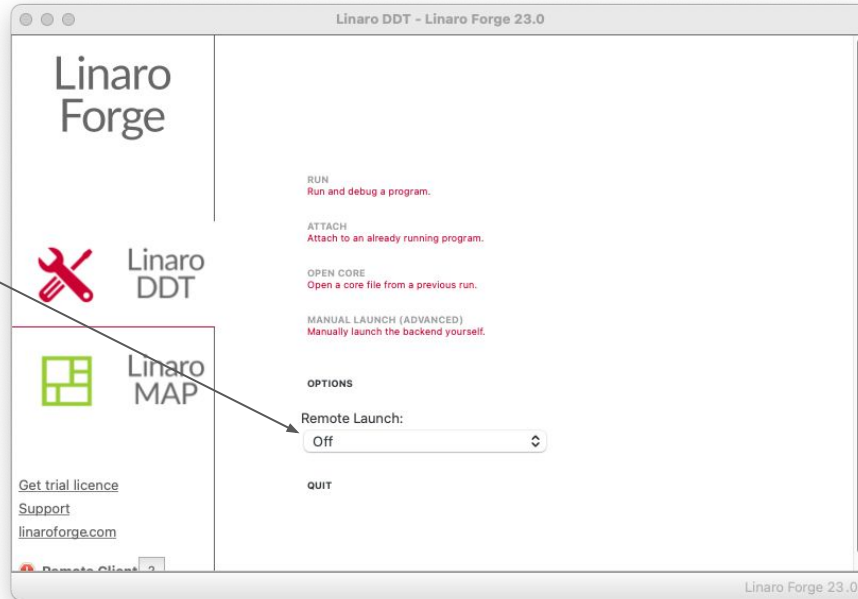 Linaro DDT - Linaro Forge 23.0
Linaro
Forge
Linaro
DDT
Linaro
MAP
Get trial licence
Support
linaroforge.com
Remote Client ?
RUN
Run and debug a program.
ATTACH
Attach to an already running program.
OPEN CORE
Open a core file from a previous run.
MANUAL LAUNCH (ADVANCED)
Manually launch the backend yourself.
OPTIONS
Remote Launch:
Off
QUIT
Linaro Forge 23.0